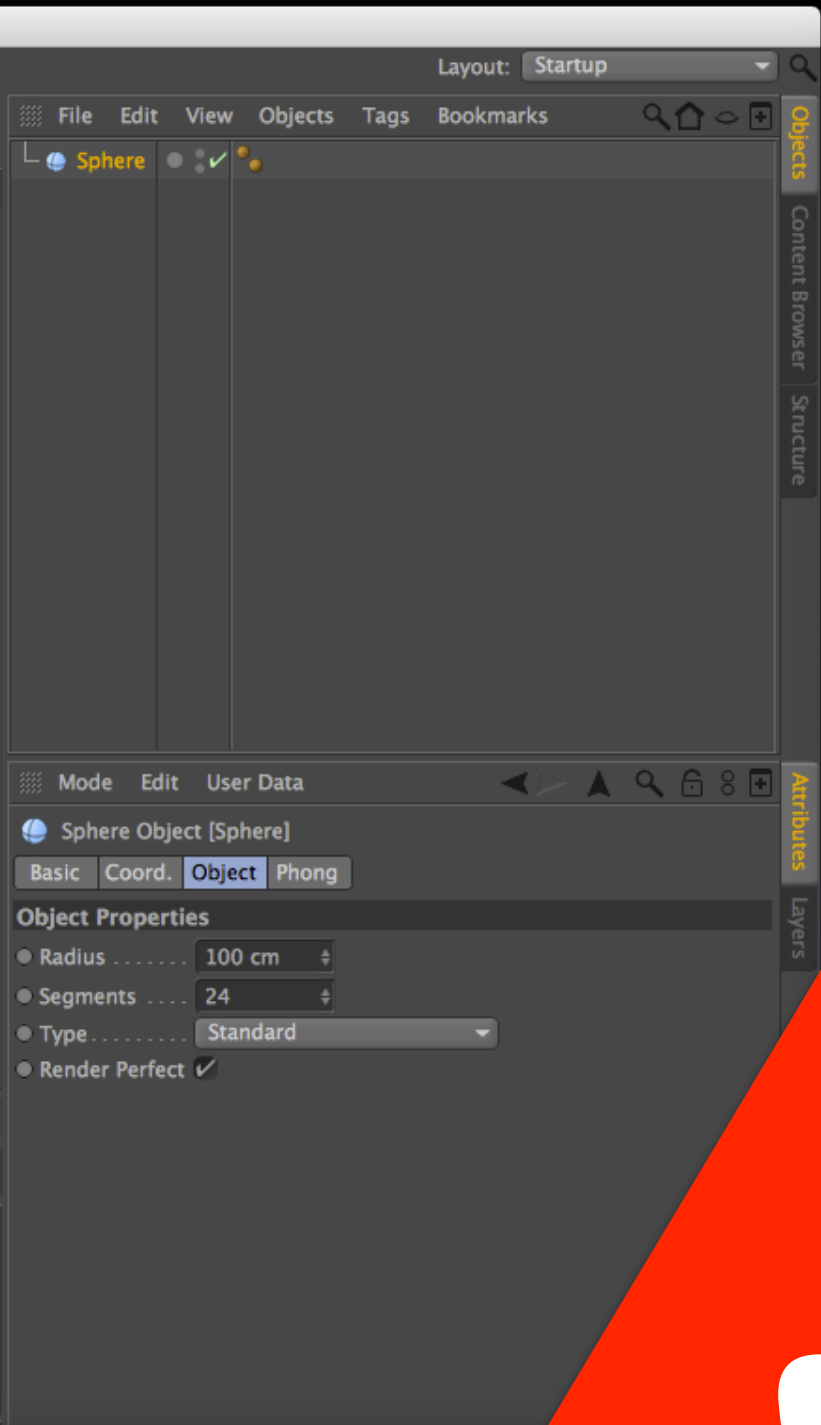 Layout: Startup
File Edit View Objects Tags Bookmarks
Sphere
Objects
Content Browser
Structure
Mode Edit User Data
Sphere Object [Sphere]
Basic Coord. Object Phong
Object Properties
Radius ....... 100 cm
Segments .... 24
Type......... Standard
Render Perfect
Attributes
Layers